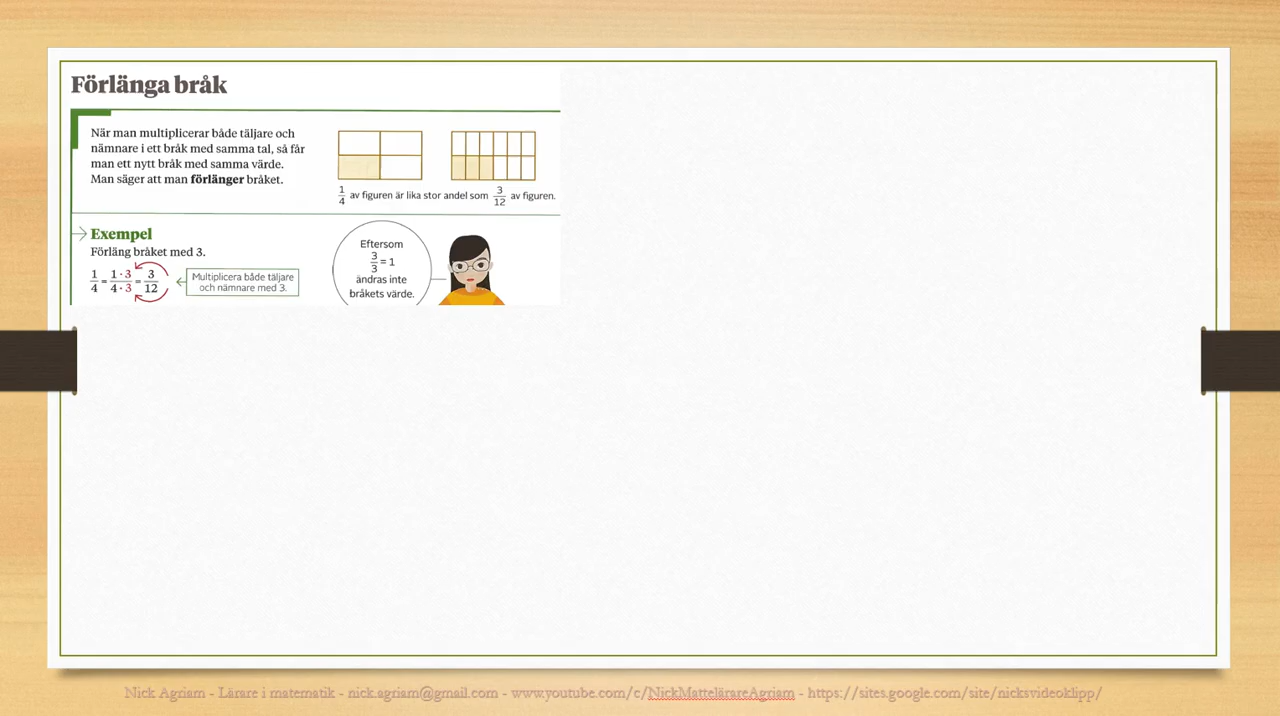 Förlänga bråk
När man multiplicerar både täljare och
nämnare i ett bråk med samma tal, så får
man ett nytt bråk med samma värde.
Man säger att man förlänger bråket.
1/4 av figuren är lika stor andel som 3/12 av figuren.
Exempel
Förläng bråket med 3.
1/4 = 1 · 3/4 · 3 = 3/12
Multiplicera både täljare
och nämnare med 3.
Eftersom
3/3 = 1
ändras inte
bråkets värde.
Nick Agriam - Lärare i matematik - nick.agriam@gmail.com - www.youtube.com/c/NickMattelärareAgriam - https://sites.google.com/site/nicksvideoklipp/